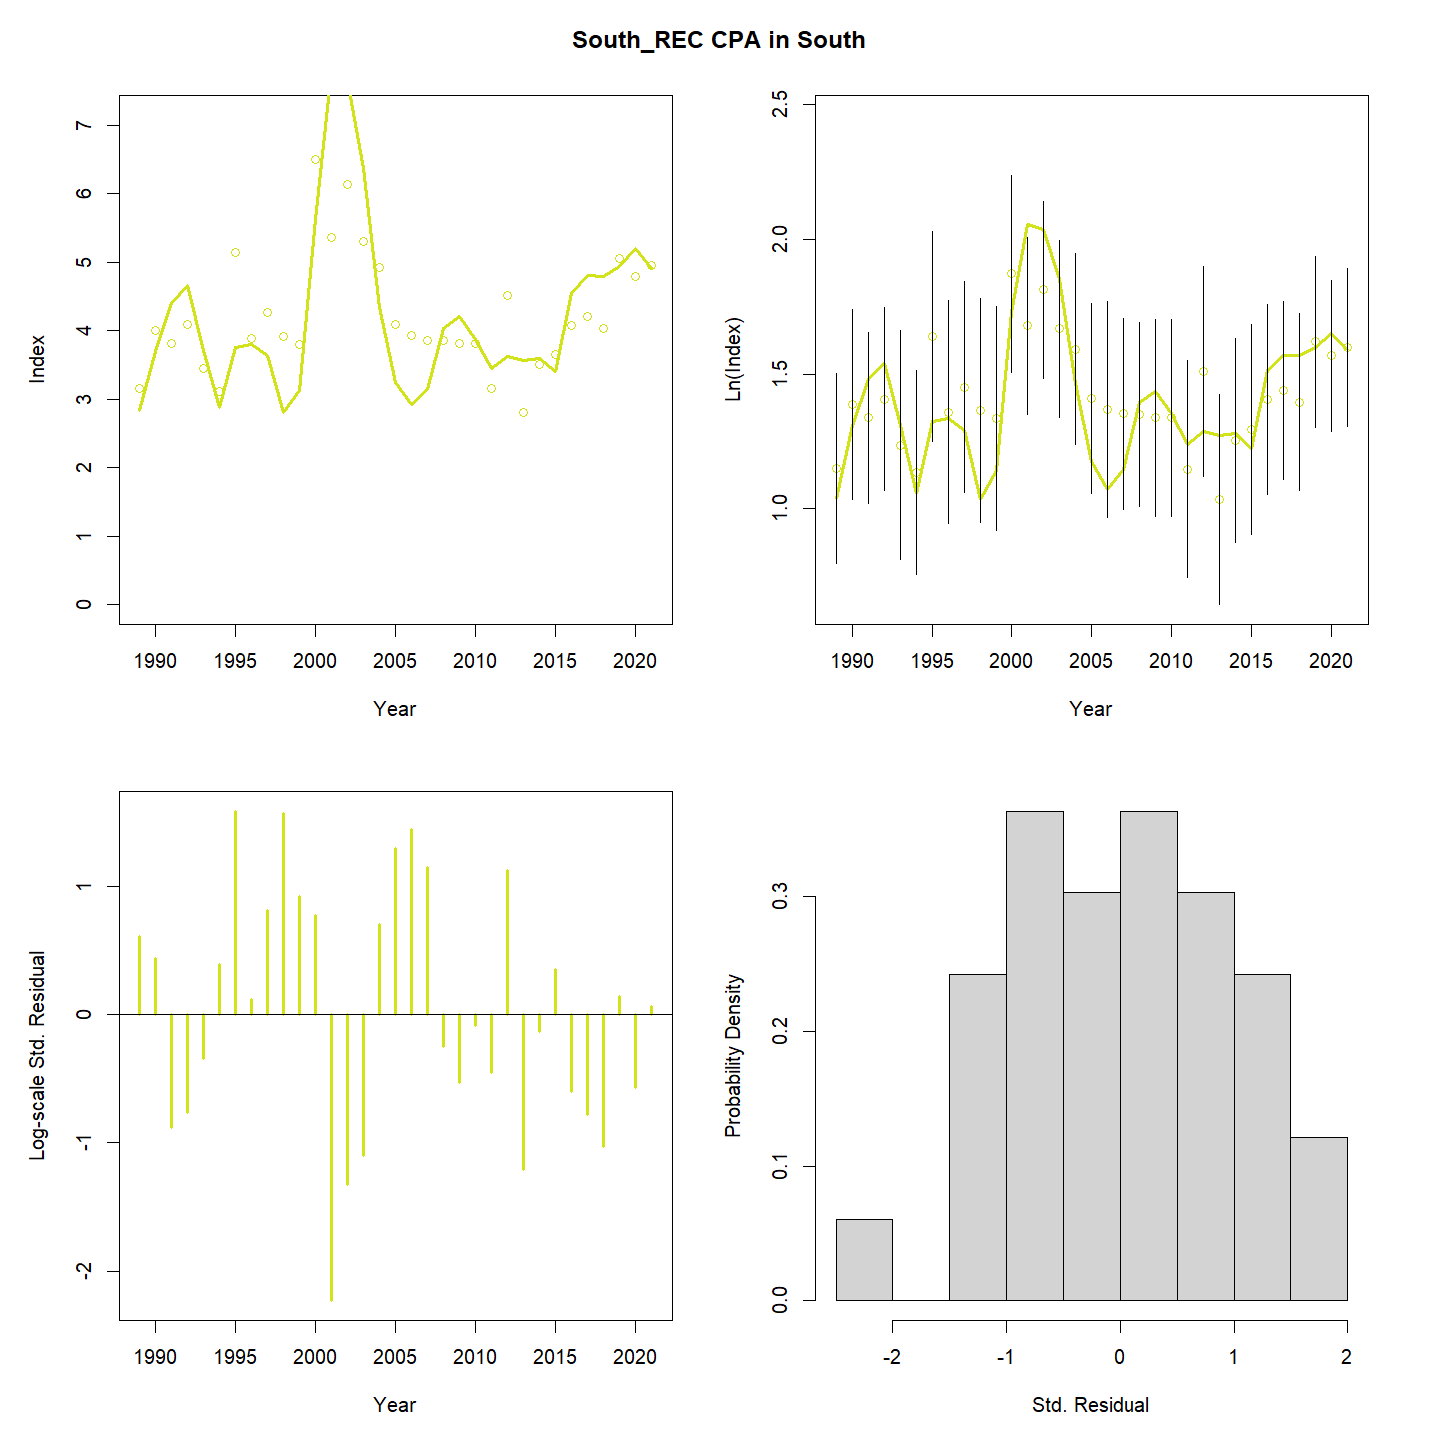 South_REC CPA in South
7
6
5
4
3
2
1
0
Index
1990 1995 2000 2005 2010 2015 2020
Year
2.5
2.0
1.5
1.0
Ln(Index)
1990 1995 2000 2005 2010 2015 2020
Year
1
0
-1
-2
Log-scale Std. Residual
1990 1995 2000 2005 2010 2015 2020
Year
0.3
0.2
0.1
0.0
Probability Density
-2 -1 0 1 2
Std. Residual